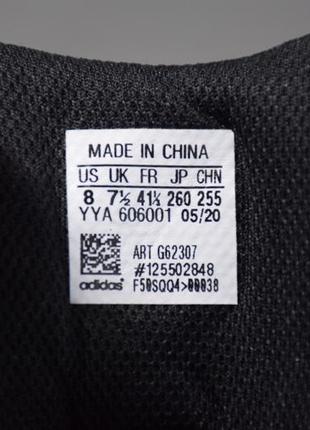 MADE IN CHINA
US UK FR JP CHN
8 7½ 41⅓ 260 255
YYA 606001 05/20
ART G62307
#125502848
adidas F50SQQ4>00038